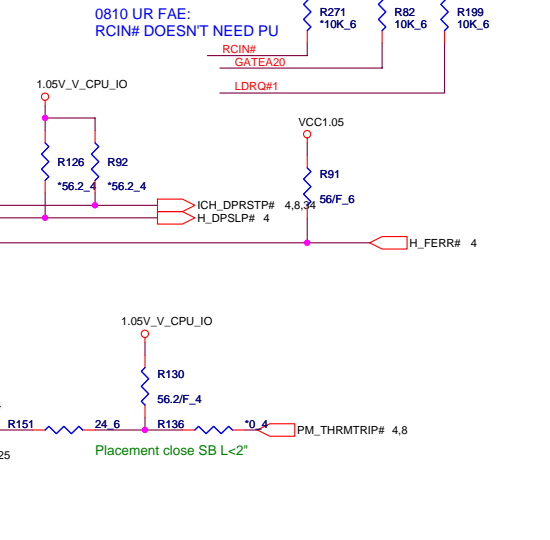 0810 UR FAE:
RCIN# DOESN'T NEED PU
R271
*10K_6
R82
10K_6
R199
10K_6
RCIN#
GATEA20
LDRQ#1
1.05V_V_CPU_IO
VCC1.05
R126
*56.2_4
R92
*56.2_4
R91
56/F_6
ICH_DPRSTP# 4,8,34
H_DPSLP# 4
H_FERR# 4
1.05V_V_CPU_IO
R130
56.2/F_4
R151 24_6 R136 *0_4
PM_THRMTRIP# 4,8
Placement close SB L<2"
25